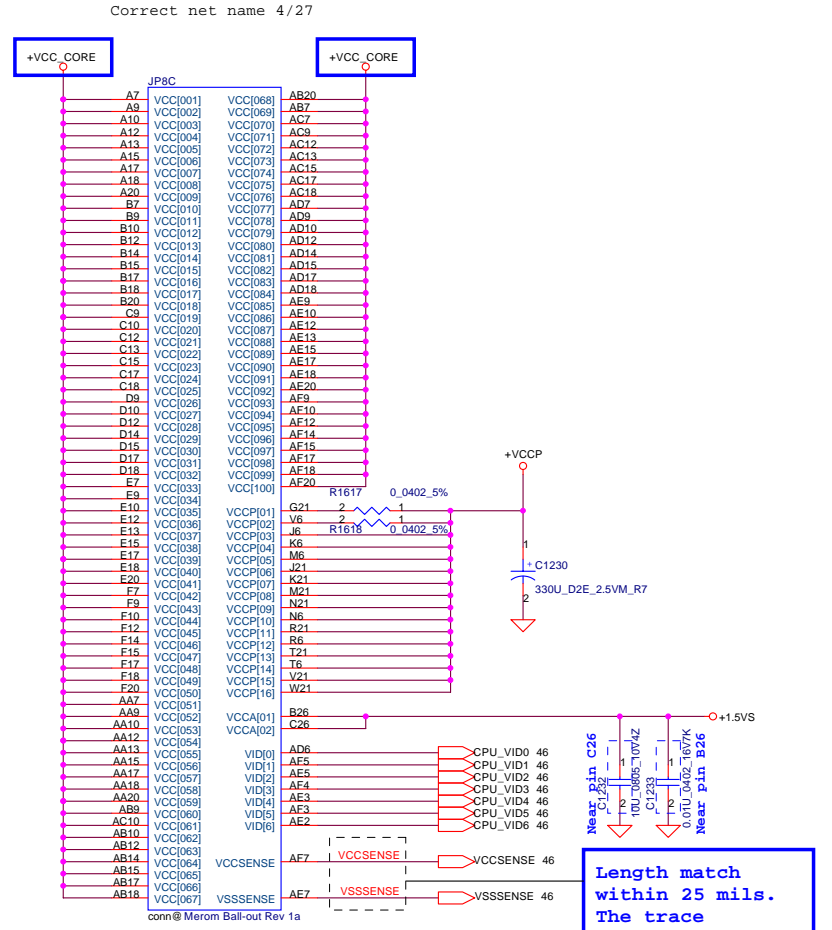 Correct net name 4/27
+VCC_CORE +VCC_CORE
JP8C
A7 VCC[001] VCC[068] AB20
A9 VCC[002] VCC[069] AB7
A10 VCC[003] VCC[070] AC7
A12 VCC[004] VCC[071] AC9
A13 VCC[005] VCC[072] AC12
A15 VCC[006] VCC[073] AC13
A17 VCC[007] VCC[074] AC15
A18 VCC[008] VCC[075] AC17
A20 VCC[009] VCC[076] AC18
B7 VCC[010] VCC[077] AD7
B9 VCC[011] VCC[078] AD9
B10 VCC[012] VCC[079] AD10
B12 VCC[013] VCC[080] AD12
B14 VCC[014] VCC[081] AD14
B15 VCC[015] VCC[082] AD15
B17 VCC[016] VCC[083] AD17
B18 VCC[017] VCC[084] AD18
B20 VCC[018] VCC[085] AE9
C9 VCC[019] VCC[086] AE10
C10 VCC[020] VCC[087] AE12
C12 VCC[021] VCC[088] AE13
C13 VCC[022] VCC[089] AE15
C15 VCC[023] VCC[090] AE17
C17 VCC[024] VCC[091] AE18
C18 VCC[025] VCC[092] AE20
D9 VCC[026] VCC[093] AF9
D10 VCC[027] VCC[094] AF10
D12 VCC[028] VCC[095] AF12
D14 VCC[029] VCC[096] AF14
D15 VCC[030] VCC[097] AF15
D17 VCC[031] VCC[098] AF17
D18 VCC[032] VCC[099] AF18
E7 VCC[033] VCC[100] AF20
E9 VCC[034]
E10 VCC[035] VCCP[01] G21
E12 VCC[036] VCCP[02] V6
E13 VCC[037] VCCP[03] J6
E15 VCC[038] VCCP[04] K6
E17 VCC[039] VCCP[05] M6
E18 VCC[040] VCCP[06] J21
E20 VCC[041] VCCP[07] K21
F7 VCC[042] VCCP[08] M21
F9 VCC[043] VCCP[09] N21
F10 VCC[044] VCCP[10] N6
F12 VCC[045] VCCP[11] R21
F14 VCC[046] VCCP[12] R6
F15 VCC[047] VCCP[13] T21
F17 VCC[048] VCCP[14] T6
F18 VCC[049] VCCP[15] V21
F20 VCC[050] VCCP[16] W21
AA7 VCC[051]
AA9 VCC[052] VCCA[01] B26
AA10 VCC[053] VCCA[02] C26
AA12 VCC[054]
AA13 VCC[055] VID[0] AD6 CPU_VID0 46
AA15 VCC[056] VID[1] AF5 CPU_VID1 46
AA17 VCC[057] VID[2] AE5 CPU_VID2 46
AA18 VCC[058] VID[3] AF4 CPU_VID3 46
AA20 VCC[059] VID[4] AE3 CPU_VID4 46
AB9 VCC[060] VID[5] AF3 CPU_VID5 46
AC10 VCC[061] VID[6] AE2 CPU_VID6 46
AB10 VCC[062]
AB12 VCC[063]
AB14 VCC[064] VCCSENSE AF7 VCCSENSE VCCSENSE 46
AB15 VCC[065]
AB17 VCC[066]
AB18 VCC[067] VSSSENSE AE7 VSSSENSE VSSSENSE 46
conn@ Merom Ball-out Rev 1a
+VCCP
R1617 0_0402_5%
2 1
2 1
R1618 0_0402_5%
1
+ C1230
330U_D2E_2.5VM_R7
2
+1.5VS
Near pin C26
C1232
1
2
10U_0805_10V4Z
C1233
1
2
0.01U_0402_16V7K
Near pin B26
Length match
within 25 mils.
The trace